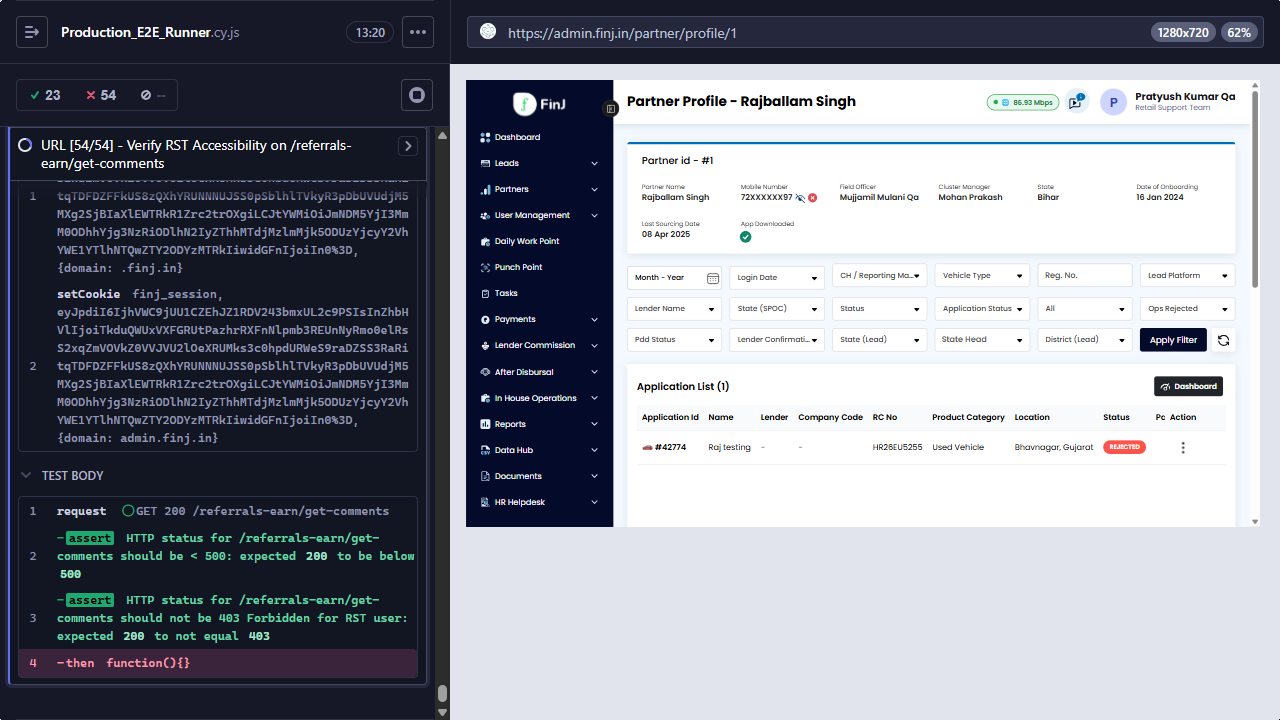 Production_E2E_Runner.cy.js
13:20
23
54
--
URL [54/54] - Verify RST Accessibility on /referrals-
earn/get-comments
1
tqTDFDZFFkUS8zQXhYRUNNNUJSS0pSblhlTVkyR3pDbUVUdjM5
MXg2SjBIaXlEWTRkR1Zrc2trOXgiLCJtYWMiOiJmNDM5YjI3Mm
M0ODhhYjg3NzRiODlhN2IyZThhMTdjMzlmMjk5ODUzYjcyY2Vh
YWE1YTlhNTQwZTY2ODYzMTRkIiwidGFnIjoiIn0%3D,
{domain: .finj.in}
setCookie finj_session,
eyJpdiI6IjhVWC9jUU1CZEhJZ1RDV243bmxUL2c9PSIsInZhbH
VlIjoiTkduQWUxVXFGRUtPazhrRXFnNlpmb3REUnNyRmo0elRs
S2xqZmVOVkZ0VVJVU2lOeXRUMks3c0hpdURWeS9raDZSS3RaRi
2 tqTDFDZFFkUS8zQXhYRUNNNUJSS0pSblhlTVkyR3pDbUVUdjM5
MXg2SjBIaXlEWTRkR1Zrc2trOXgiLCJtYWMiOiJmNDM5YjI3Mm
M0ODhhYjg3NzRiODlhN2IyZThhMTdjMzlmMjk5ODUzYjcyY2Vh
YWE1YTlhNTQwZTY2ODYzMTRkIiwidGFnIjoiIn0%3D,
{domain: admin.finj.in}
TEST BODY
1 request GET 200 /referrals-earn/get-comments
-assert HTTP status for /referrals-earn/get-
2 comments should be < 500: expected 200 to be below
500
-assert HTTP status for /referrals-earn/get-
3 comments should not be 403 Forbidden for RST user:
expected 200 to not equal 403
4 -then function(){}
https://admin.finj.in/partner/profile/1
1280x720
62%
FinJ
Dashboard
Leads
Partners
User Management
Daily Work Point
Punch Point
Tasks
Payments
Lender Commission
After Disbursal
In House Operations
Reports
Data Hub
Documents
HR Helpdesk
Partner Profile - Rajballam Singh
86.93 Mbps
P
Pratyush Kumar Qa
Retail Support Team
Partner id - #1
Partner Name Mobile Number Field Officer Cluster Manager State Date of Onboarding
Rajballam Singh 72XXXXXX97 Mujjamil Mulani Qa Mohan Prakash Bihar 16 Jan 2024
Last Sourcing Date App Downloaded
08 Apr 2025
Month - Year Login Date CH / Reporting Ma... Vehicle Type Reg. No. Lead Platform
Lender Name State (SPOC) Status Application Status All Ops Rejected
Pdd Status Lender Confirmati... State (Lead) State Head District (Lead) Apply Filter
Application List (1)
Dashboard
Application Id Name Lender Company Code RC No Product Category Location Status Pc Action
#42774 Raj testing - - HR26EU5255 Used Vehicle Bhavnagar, Gujarat REJECTED